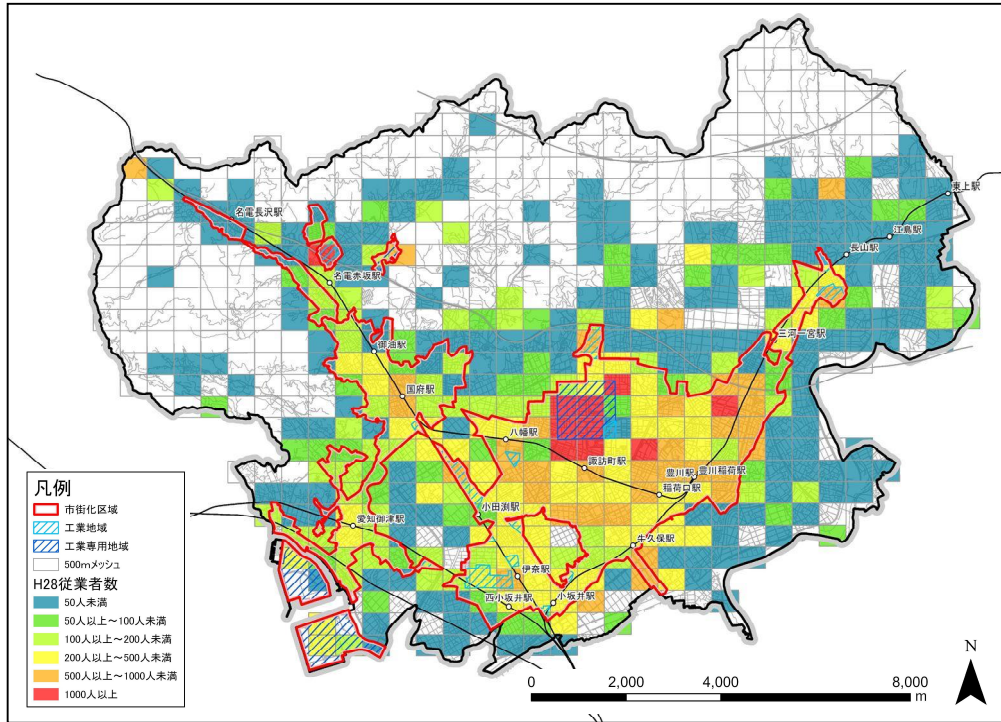 東上駅
江島駅
長山駅
名電長沢駅
名電赤坂駅
三河一宮駅
御油駅
国府駅
八幡駅
諏訪町駅
豊川駅
豊川稲荷駅
稲荷口駅
小田渕駅
愛知御津駅
牛久保駅
伊奈駅
西小坂井駅
小坂井駅
凡例
市街化区域
工業地域
工業専用地域
500mメッシュ
H28従業者数
50人未満
50人以上～100人未満
100人以上～200人未満
200人以上～500人未満
500人以上～1000人未満
1000人以上
N
0 2,000 4,000 8,000
m